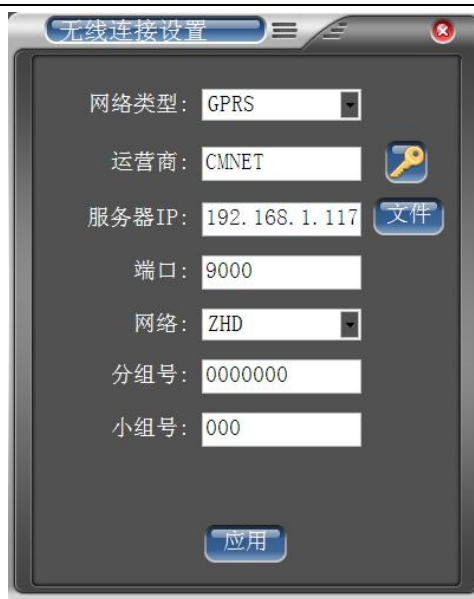 无线连接设置
网络类型: GPRS
运营商: CMNET
服务器IP: 192.168.1.117 文件
端口: 9000
网络: ZHD
分组号: 0000000
小组号: 000
应用